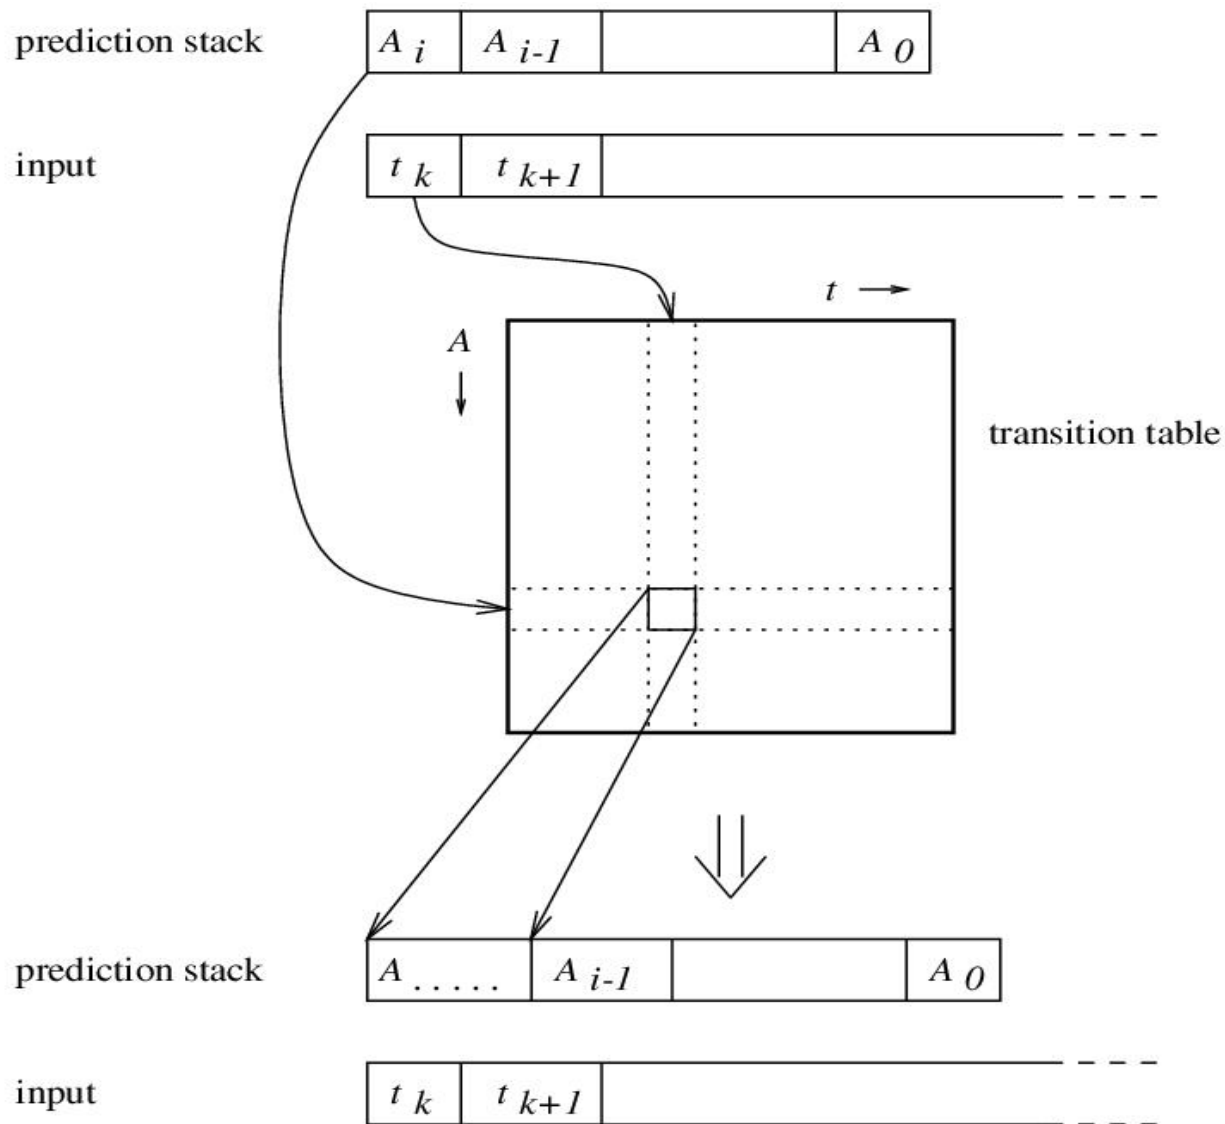 prediction stack A i A i-1 A 0
input t k t k+1
t
A
transition table
prediction stack A ..... A i-1 A 0
input t k t k+1